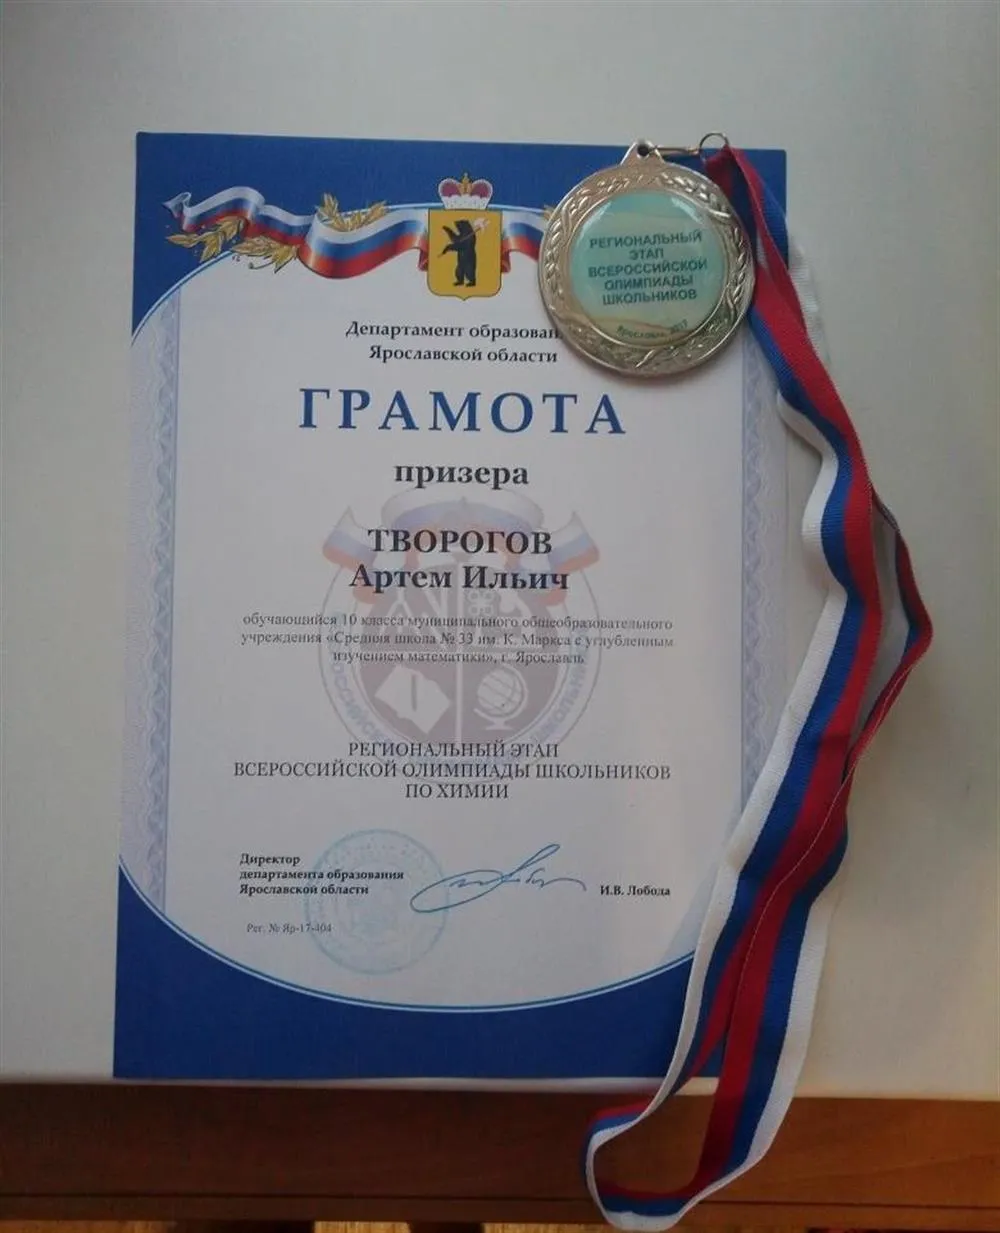 Департамент образован
Ярославской области
ГРАМОТА
призера
ТВОРОГОВ
Артем Ильич
обучающийся 10 класса муниципального общеобразовательного
учреждения «Средняя школа № 33 им. К. Маркса с углубленным
изучением математики», г. Ярославль
РЕГИОНАЛЬНЫЙ ЭТАП
ВСЕРОССИЙСКОЙ ОЛИМПИАДЫ ШКОЛЬНИКОВ
ПО ХИМИИ
Директор
департамента образования
Ярославской области
И.В. Лобода
Рег. № Яр-17-404
РЕГИОНАЛЬНЫЙ
ЭТАП
ВСЕРОССИЙСКОЙ
ОЛИМПИАДЫ
ШКОЛЬНИКОВ
Ярославль, 2017